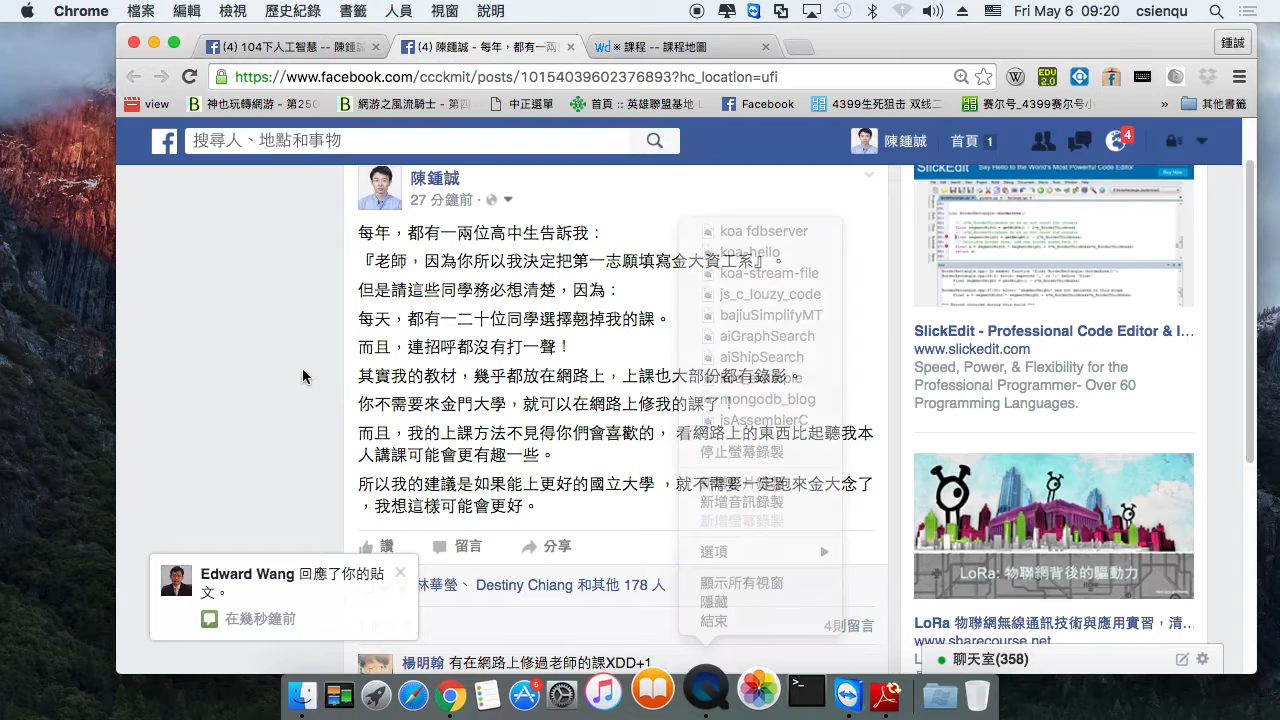 Chrome 檔案 編輯 檢視 歷史紀錄 書籤 人員 視窗 說明 Fri May 6 09:20 csienqu
(4) 104下人工智慧 -- 陳鍾誠
(4) 陳鍾誠 - 每年，都有一兩
Wd ※ 課程 -- 課程地圖
鍾誠
https://www.facebook.com/ccckmit/posts/10154039602376893?hc_location=ufi
view
神也玩轉網游 - 第250
網游之盜賊騎士 - 第四
中正選單
首頁 :: 英雄聯盟基地
Facebook
4399生死狙击 双线二
赛尔号_4399赛尔号
» 其他書籤
搜尋人、地點和事物
陳鍾誠 首頁 1
4
陳鍾誠
27 分鐘前
每年，都有一兩位高中生告訴我：
『老師，因為你所以我決定把第一志願填寫金大資工系』。
但請這些同學務必想清楚，因為，
每天，都有一二十位同學選擇翹掉我的課。
而且，連招呼都沒有打一聲！
其實我的教材，幾乎都放在網路上，上課也大部份都有錄影。
你不需要來金門大學，就可以在網路上修我的課了！
而且，我的上課方法不見得你們會喜歡的， 看網路上的東西比起聽我本
人講課可能會更有趣一些。
所以我的建議是如果能上更好的國立大學 ，就不需要一定跑來金大念了
，我想這樣可能會更好。
讚 留言 分享
林華瑩、 Destiny Chiang 和其他 178 人
4則留言
楊明翰 有在網路上修過老師的課XDD+1
koa fdbserver
koa-stream-file
js_c_iouzy_code
bajiuSimplifyMT
aiGraphSearch
aiShipSearch
mongodb_blog
jsAssemblerC
停止螢幕錄製
新增音訊錄製
新增螢幕錄製
選項
顯示所有視窗
隱藏
結束
Edward Wang 回應了你的貼
文。
在幾秒鐘前
Say Hello to the World's Most Powerful Code Editor
SlickEdit - Professional Code Editor & I...
www.slickedit.com
Speed, Power, & Flexibility for the
Professional Programmer- Over 60
Programming Languages.
LoRa: 物聯網背後的驅動力
LoRa 物聯網無線通訊技術與應用實習，清...
www.sharecourse.net
聊天室(358)